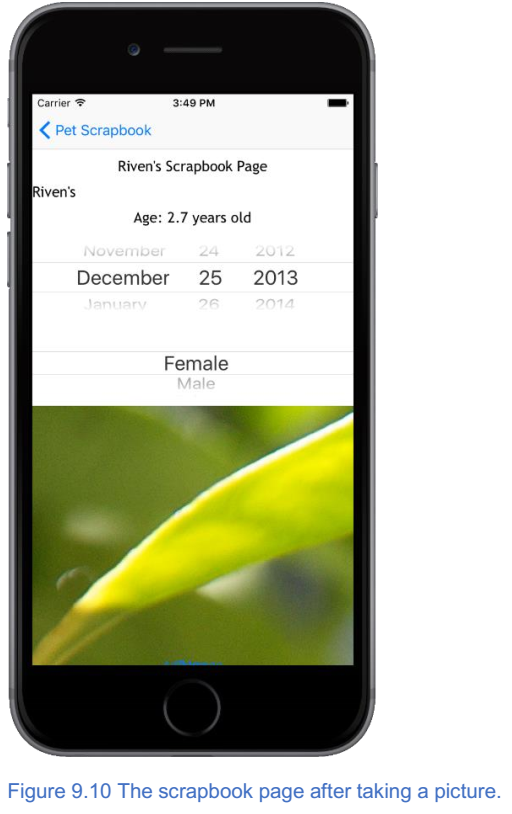 Carrier 3:49 PM
Pet Scrapbook
Riven's Scrapbook Page
Riven's
Age: 2.7 years old
November 24 2012
December 25 2013
January 26 2014
Female
Male
Figure 9.10 The scrapbook page after taking a picture.